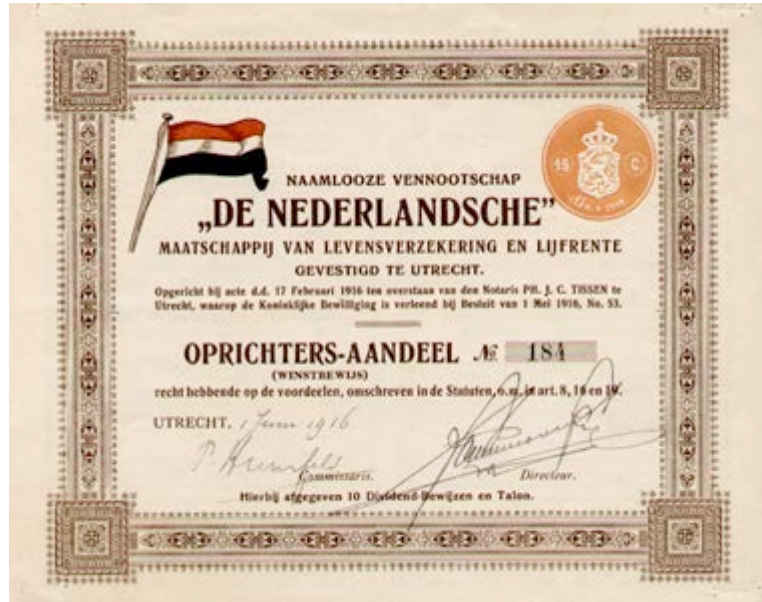 15 C
NAAMLOOZE VENNOOTSCHAP
„DE NEDERLANDSCHE”
MAATSCHAPPIJ VAN LEVENSVERZEKERING EN LIJFRENTE
GEVESTIGD TE UTRECHT.
Opgericht bij acte d.d. 17 Februari 1916 ten overstaan van den Notaris PH. J. C. TISSEN te
Utrecht, waarop de Koninklijke Bewilliging is verleend bij Besluit van 1 Mei 1916, No. 53.
OPRICHTERS-AANDEEL № 184
(WINSTBEWIJS)
recht hebbende op de voordeelen, omschreven in de Statuten, o.m. in art. 8, 16 en
UTRECHT, 1 Juni 1916
Commissaris. Directeur.
Hierbij afgegeven 10 Dividend-Bewijzen en Talon.